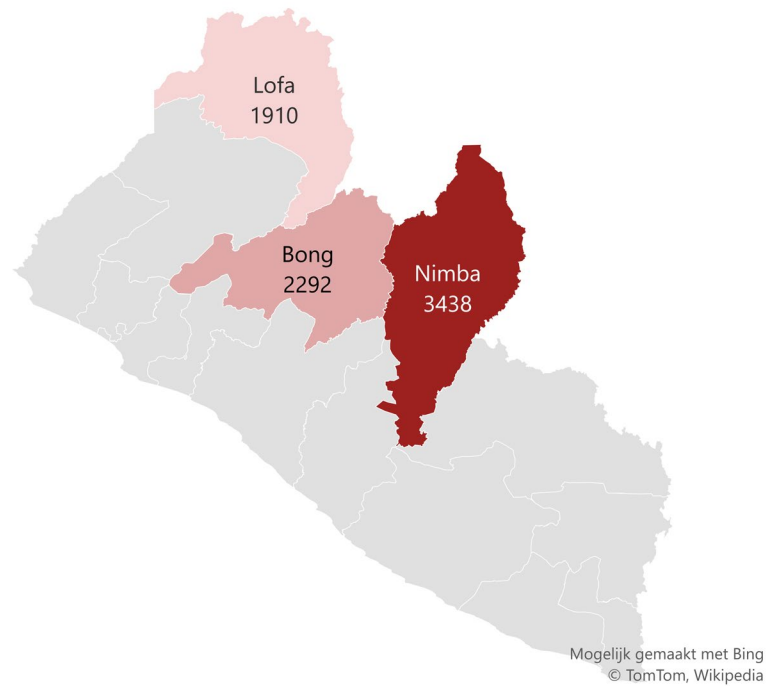 Lofa
1910
Bong
2292
Nimba
3438
Mogelijk gemaakt met Bing
© TomTom, Wikipedia